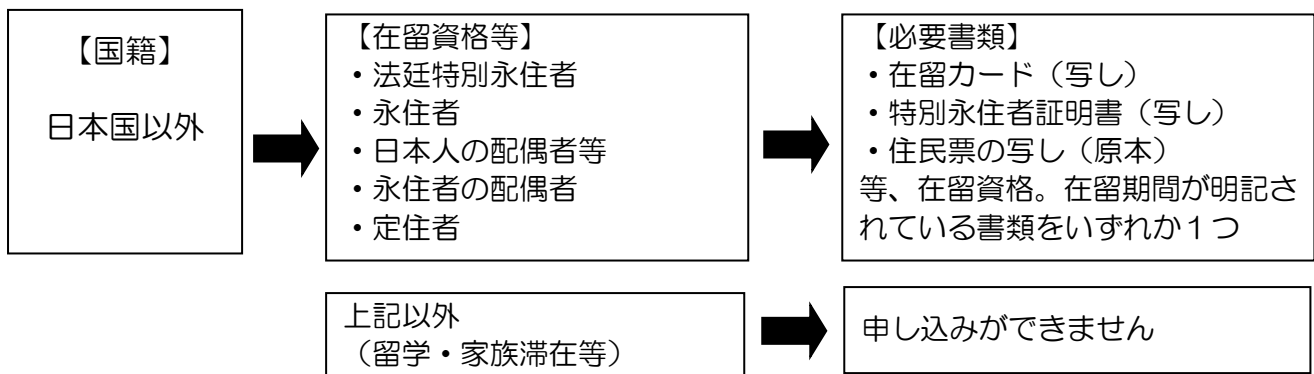 【国籍】
日本国以外
【在留資格等】
・法廷特別永住者
・永住者
・日本人の配偶者等
・永住者の配偶者
・定住者
【必要書類】
・在留カード（写し）
・特別永住者証明書（写し）
・住民票の写し（原本）
等、在留資格。在留期間が明記さ
れている書類をいずれか１つ
上記以外
（留学・家族滞在等）
申し込みができません